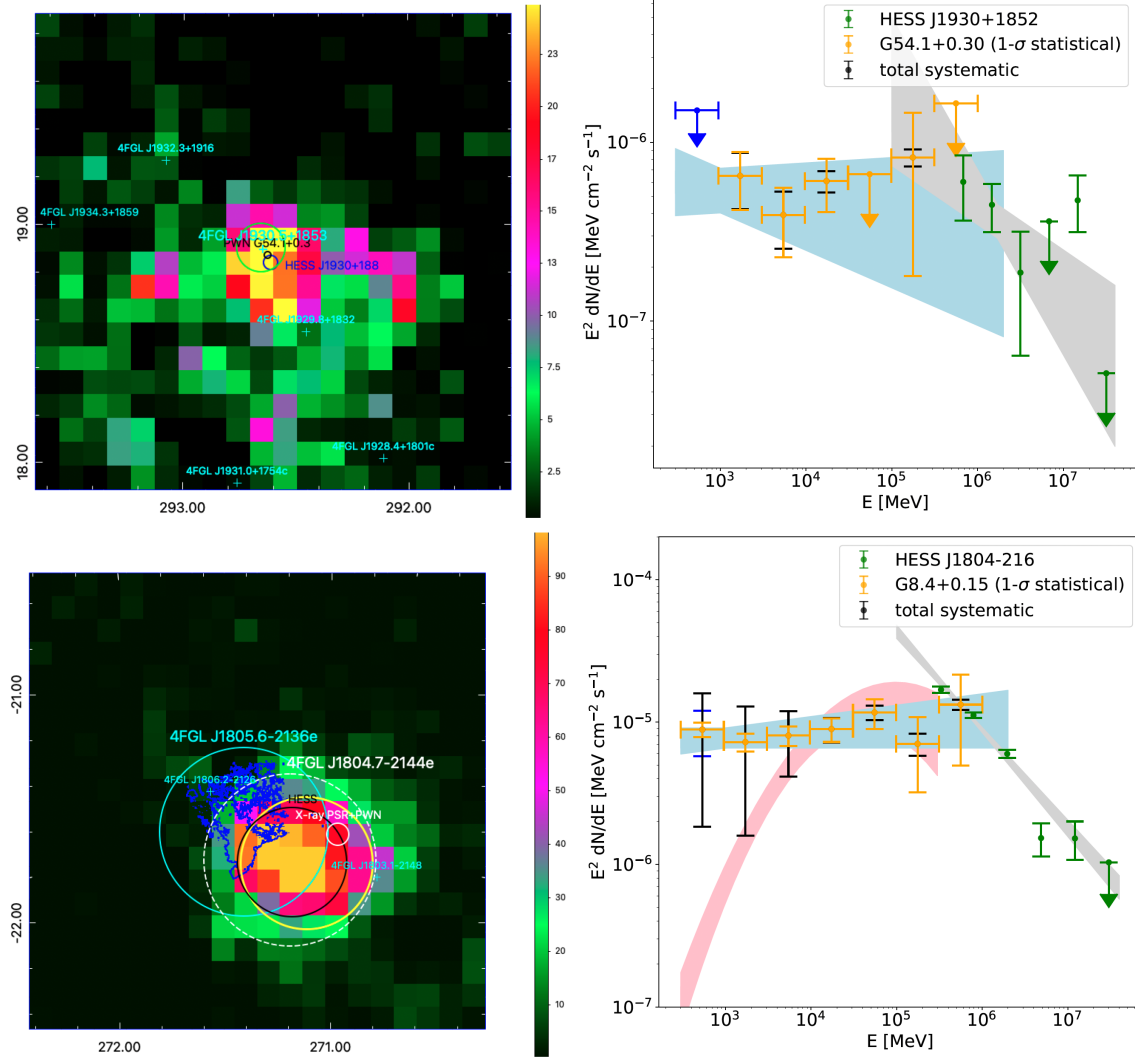 4FGL J1932.3+1916
4FGL J1934.3+1859
4FGL J1930.5+1853
PWN G54.1+0.3
HESS J1930+188
4FGL J1929.8+1832
4FGL J1928.4+1801c
4FGL J1931.0+1754c
19.00
18.00
293.00
292.00
23
20
17
15
13
10
7.5
5
2.5
HESS J1930+1852
G54.1+0.30 (1-σ statistical)
total systematic
E² dN/dE [MeV cm⁻² s⁻¹]
10⁻⁶
10⁻⁷
10³
10⁴
10⁵
10⁶
10⁷
E [MeV]
4FGL J1805.6-2136e
4FGL J1804.7-2144e
4FGL J1806.2-2126
HESS
X-ray PSR+PWN
4FGL J1803.1-2148
-21.00
-22.00
272.00
271.00
90
80
70
60
50
40
30
20
10
HESS J1804-216
G8.4+0.15 (1-σ statistical)
total systematic
E² dN/dE [MeV cm⁻² s⁻¹]
10⁻⁴
10⁻⁵
10⁻⁶
10⁻⁷
10³
10⁴
10⁵
10⁶
10⁷
E [MeV]